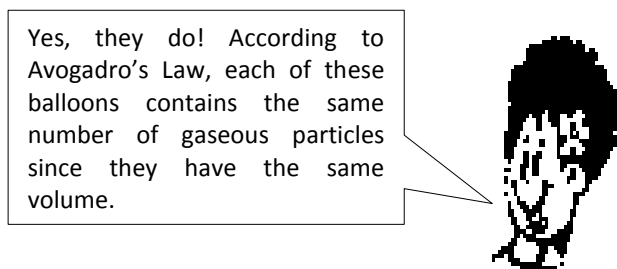 Yes, they do! According to
Avogadro’s Law, each of these
balloons contains the same
number of gaseous particles
since they have the same
volume.